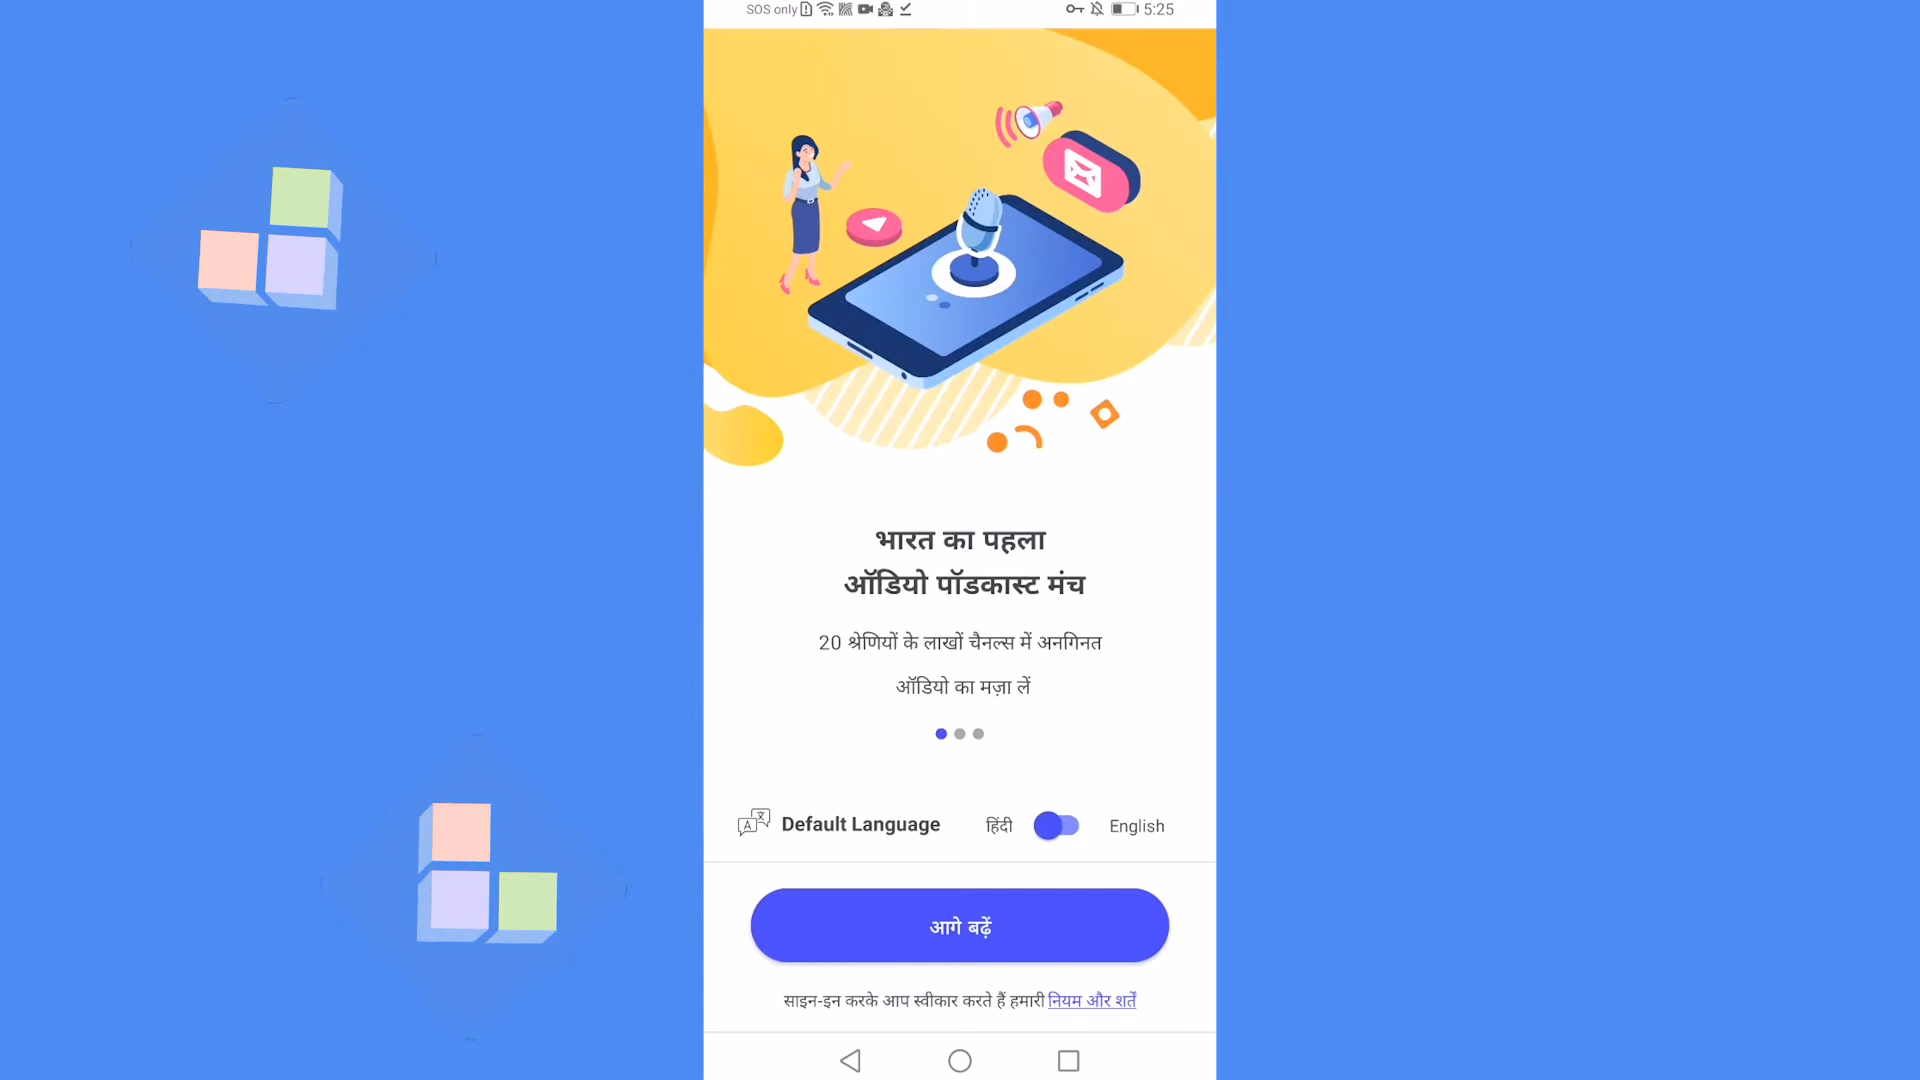 SOS only 5:25
भारत का पहला
ऑडियो पॉडकास्ट मंच
20 श्रेणियों के लाखों चैनल्स में अनगिनत
ऑडियो का मज़ा लें
Default Language हिंदी English
आगे बढ़ें
साइन-इन करके आप स्वीकार करते हैं हमारी नियम और शर्तें